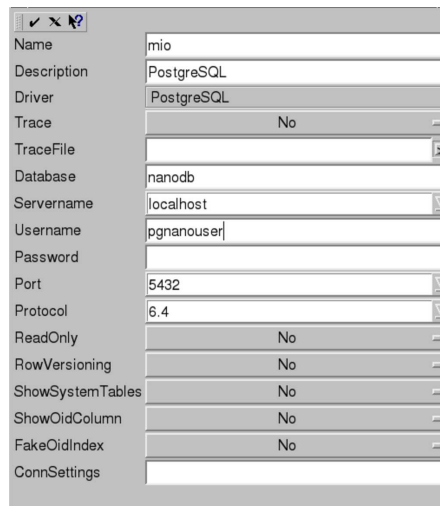 Name mio
Description PostgreSQL
Driver PostgreSQL
Trace No
TraceFile
Database nanodb
Servername localhost
Username pgnanouser
Password
Port 5432
Protocol 6.4
ReadOnly No
RowVersioning No
ShowSystemTables No
ShowOidColumn No
FakeOidIndex No
ConnSettings